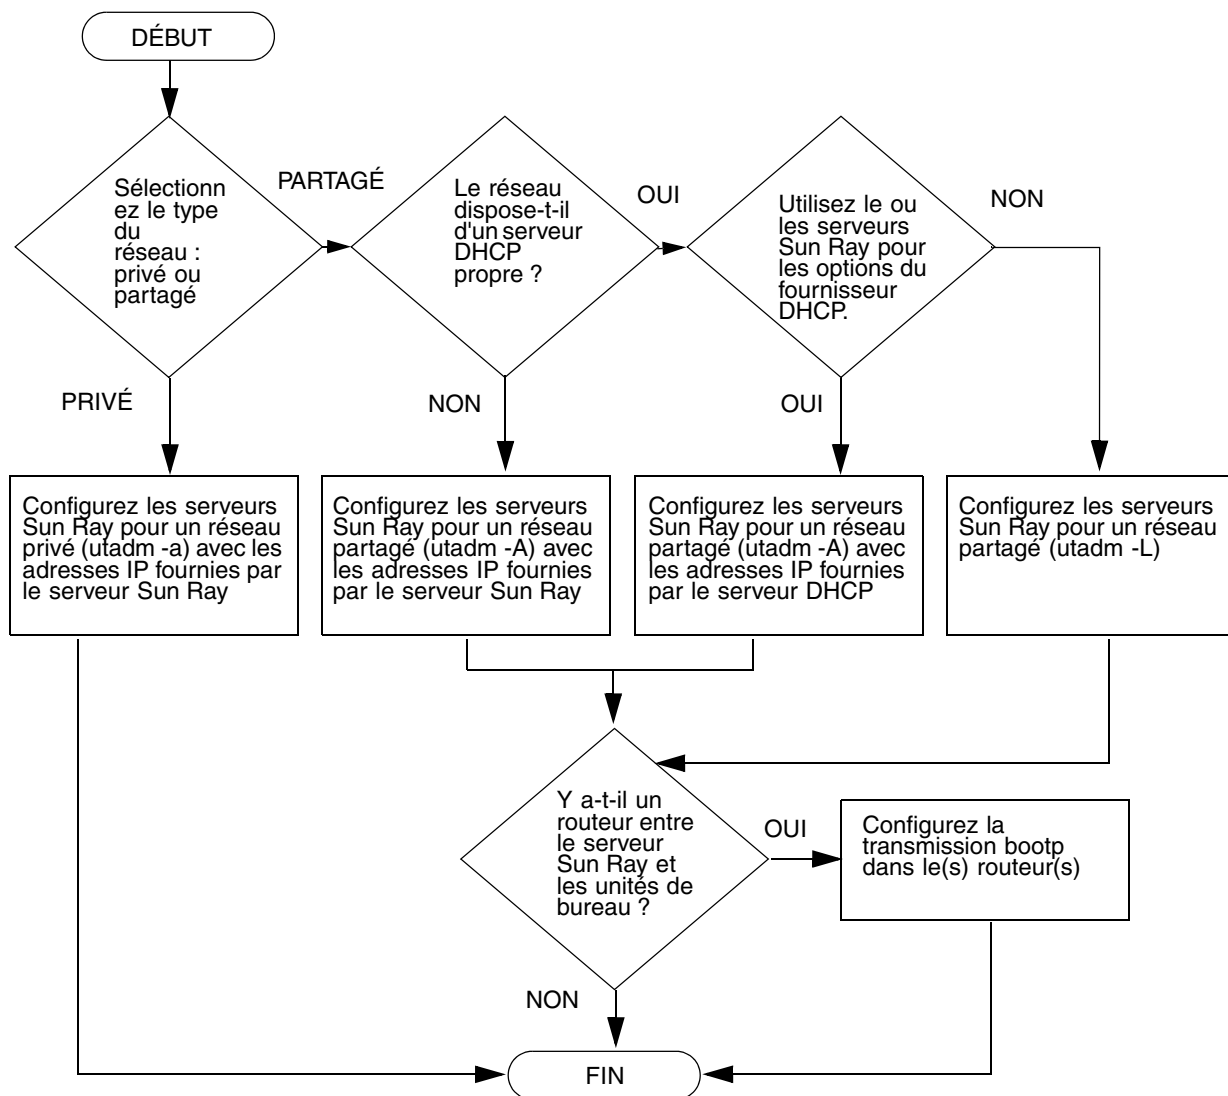 DÉBUT
PARTAGÉ
Sélectionn
ez le type
du
réseau :
privé ou
partagé
PRIVÉ
Le réseau
dispose-t-il
d'un serveur
DHCP
propre ?
OUI
NON
Utilisez le ou
les serveurs
Sun Ray pour
les options du
fournisseur
DHCP.
NON
OUI
Configurez les serveurs
Sun Ray pour un réseau
privé (utadm -a) avec les
adresses IP fournies par
le serveur Sun Ray
Configurez les serveurs
Sun Ray pour un réseau
partagé (utadm -A) avec
les adresses IP fournies
par le serveur Sun Ray
Configurez les serveurs
Sun Ray pour un réseau
partagé (utadm -A) avec
les adresses IP fournies
par le serveur DHCP
Configurez les serveurs
Sun Ray pour un réseau
partagé (utadm -L)
Y a-t-il un
routeur entre
le serveur
Sun Ray et
les unités de
bureau ?
OUI
Configurez la
transmission bootp
dans le(s) routeur(s)
NON
FIN